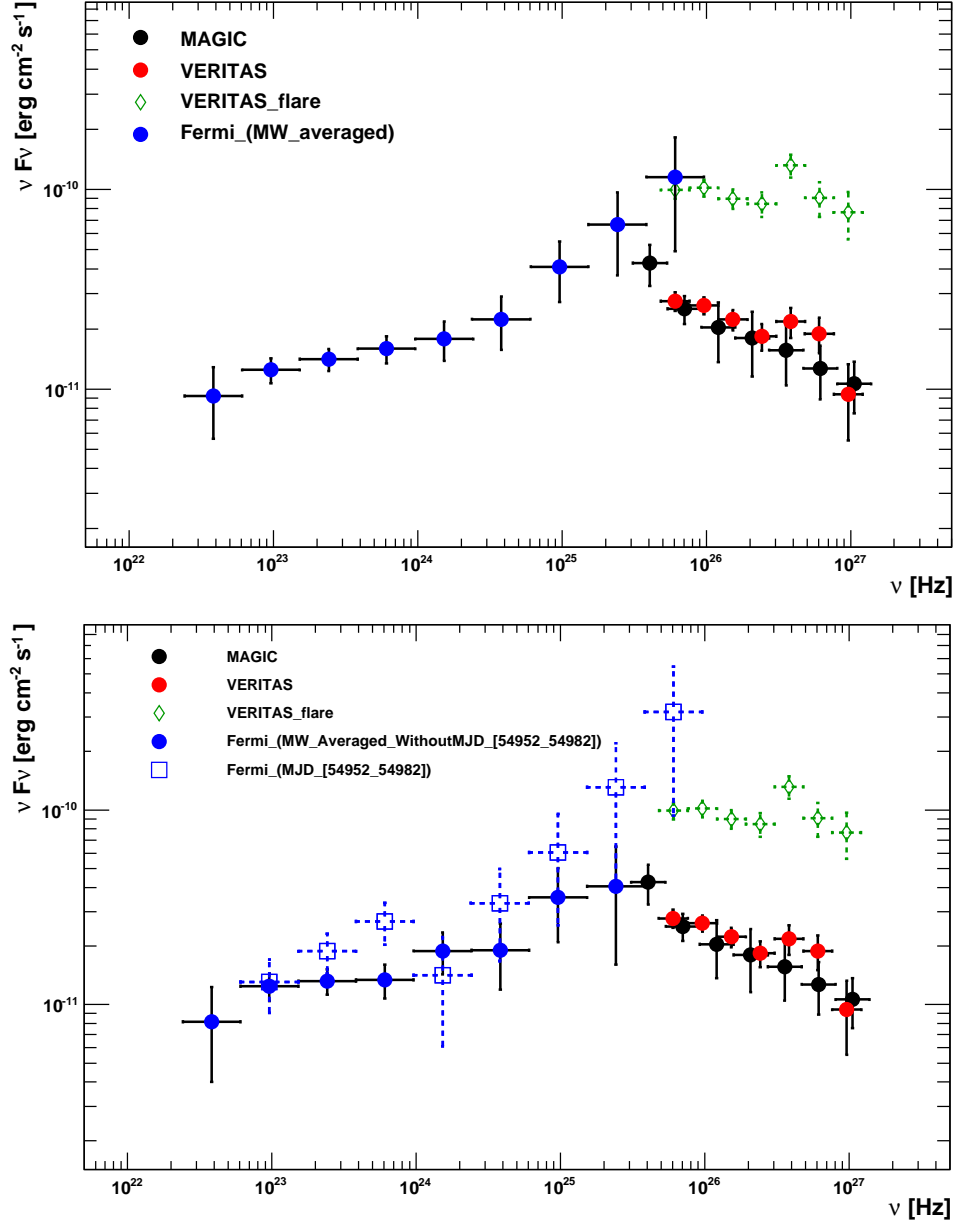 ν Fν [erg cm⁻² s⁻¹]
MAGIC
VERITAS
VERITAS_flare
Fermi_(MW_averaged)
10⁻¹⁰
10⁻¹¹
10²² 10²³ 10²⁴ 10²⁵ 10²⁶ 10²⁷
ν [Hz]
ν Fν [erg cm⁻² s⁻¹]
MAGIC
VERITAS
VERITAS_flare
Fermi_(MW_Averaged_WithoutMJD_[54952_54982])
Fermi_(MJD_[54952_54982])
10⁻¹⁰
10⁻¹¹
10²² 10²³ 10²⁴ 10²⁵ 10²⁶ 10²⁷
ν [Hz]